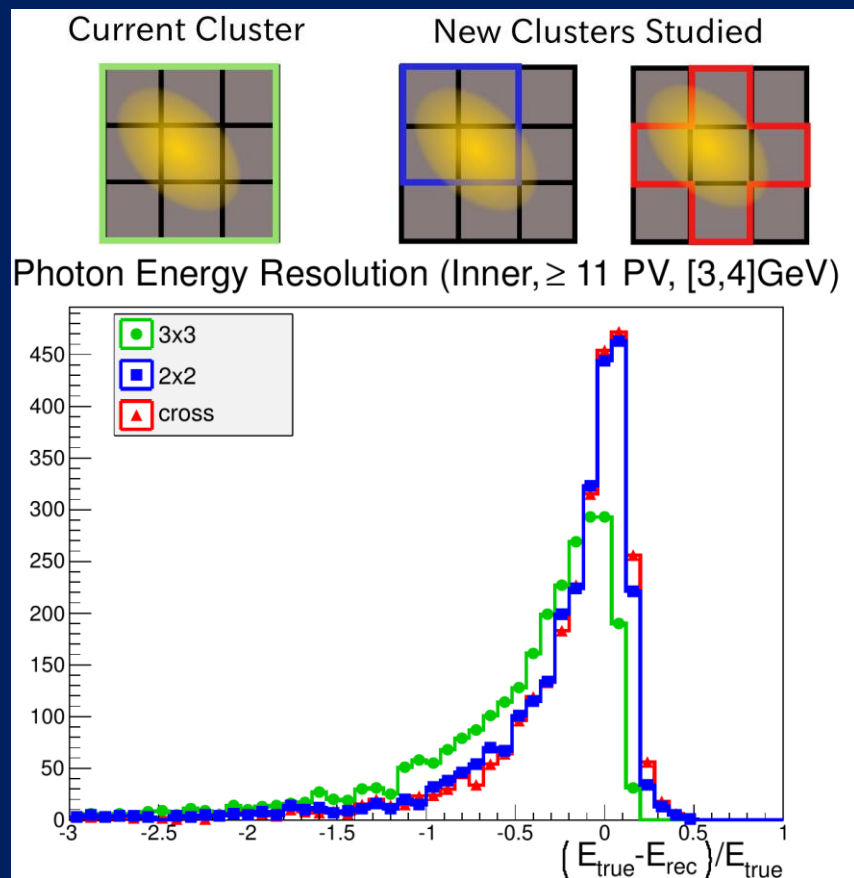 Current Cluster
New Clusters Studied
Photon Energy Resolution (Inner, ≥ 11 PV, [3,4]GeV)
3x3
2x2
cross
450
400
350
300
250
200
150
100
50
0
-3 -2.5 -2 -1.5 -1 -0.5 0 0.5 1
(E_true-E_rec)/E_true